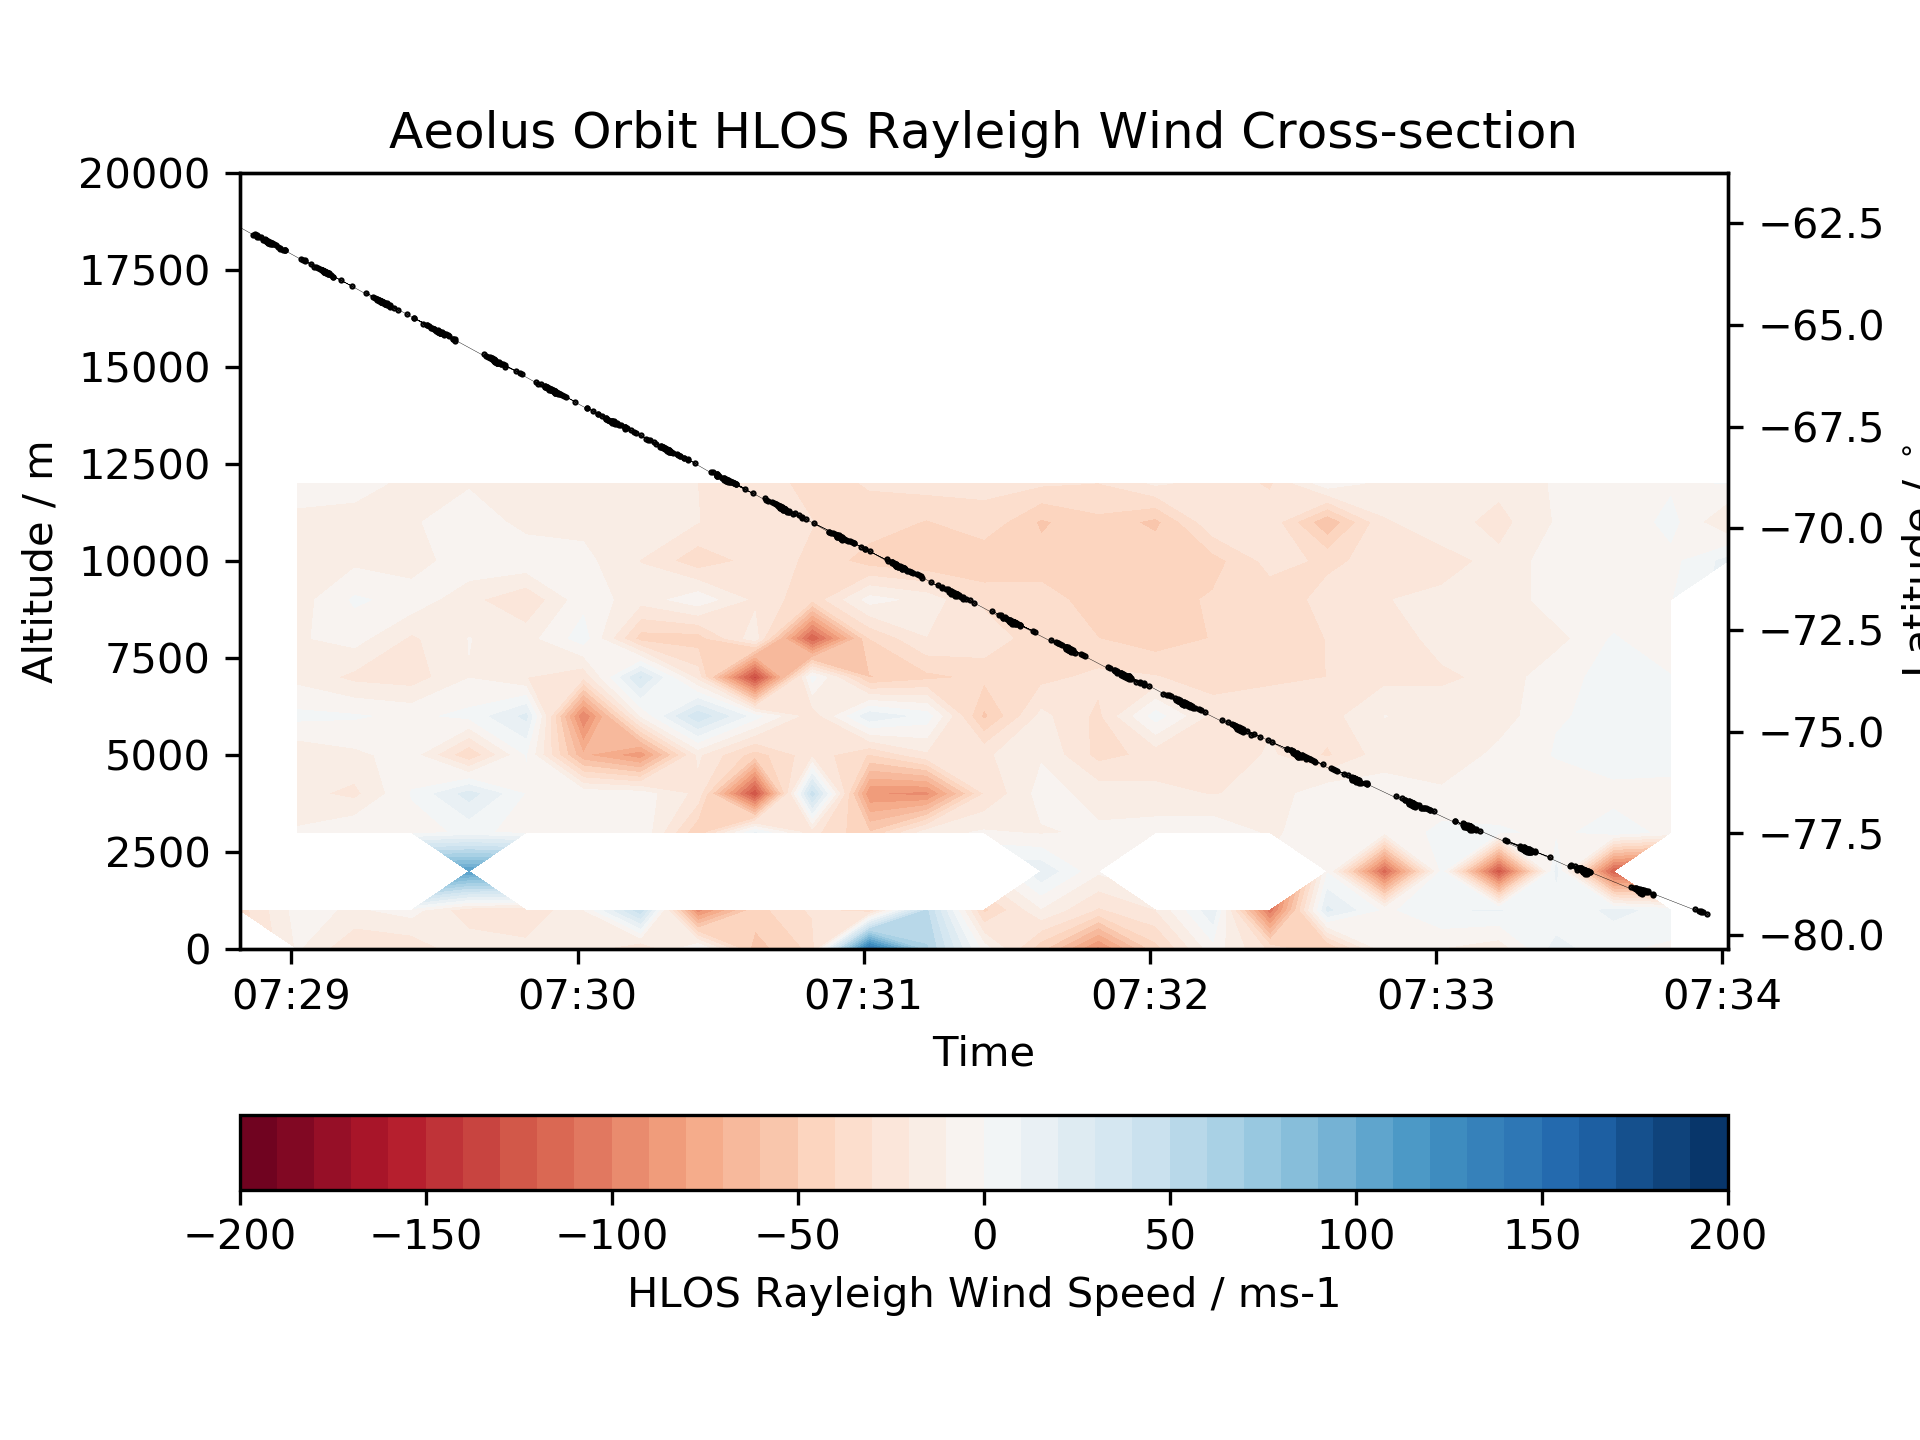 Aeolus Orbit HLOS Rayleigh Wind Cross-section
20000
17500
15000
12500
10000
7500
5000
2500
0
Altitude / m
−62.5
−65.0
−67.5
−70.0
−72.5
−75.0
−77.5
−80.0
Latitude / °
07:29 07:30 07:31 07:32 07:33 07:34
Time
−200 −150 −100 −50 0 50 100 150 200
HLOS Rayleigh Wind Speed / ms-1